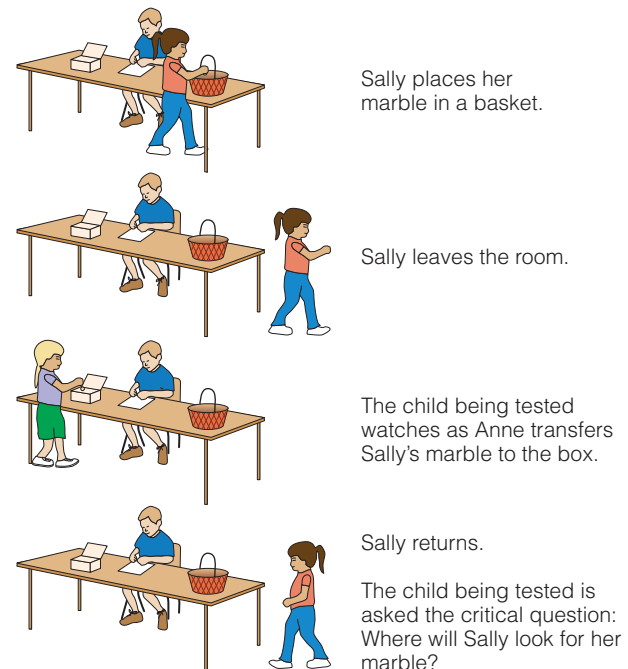 Sally places her
marble in a basket.
Sally leaves the room.
The child being tested
watches as Anne transfers
Sally’s marble to the box.
Sally returns.
The child being tested is
asked the critical question:
Where will Sally look for her
marble?